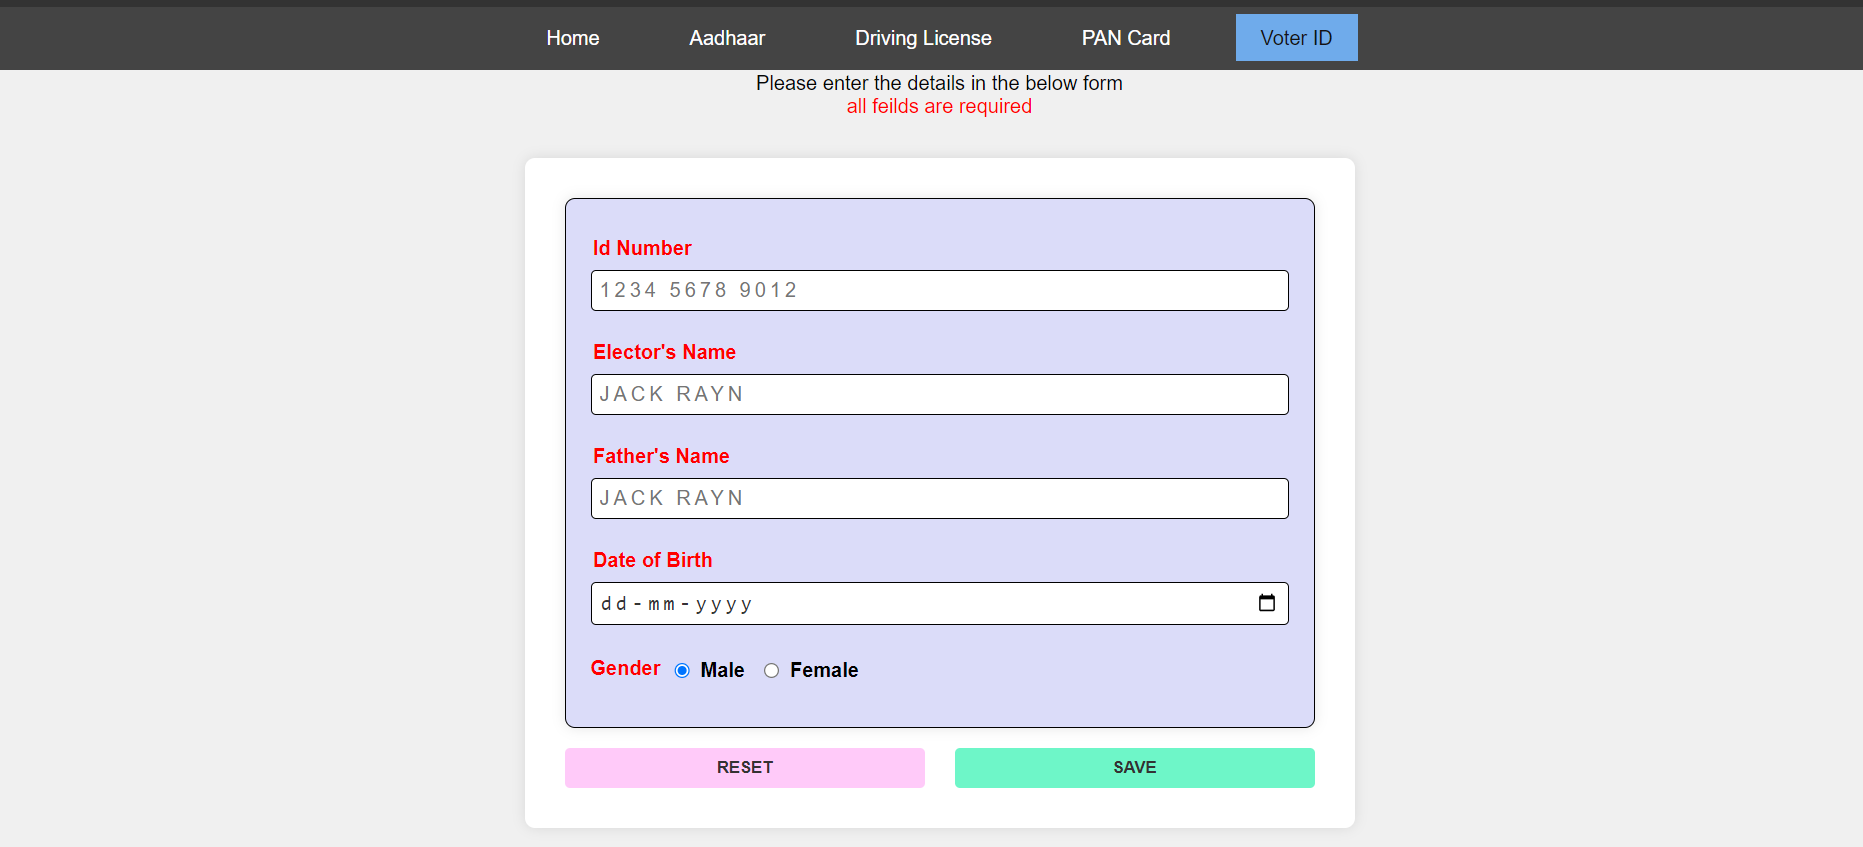 Home Aadhaar Driving License PAN Card Voter ID
Please enter the details in the below form
all feilds are required
Id Number
1234 5678 9012
Elector's Name
JACK RAYN
Father's Name
JACK RAYN
Date of Birth
dd-mm-yyyy
Gender Male Female
RESET SAVE